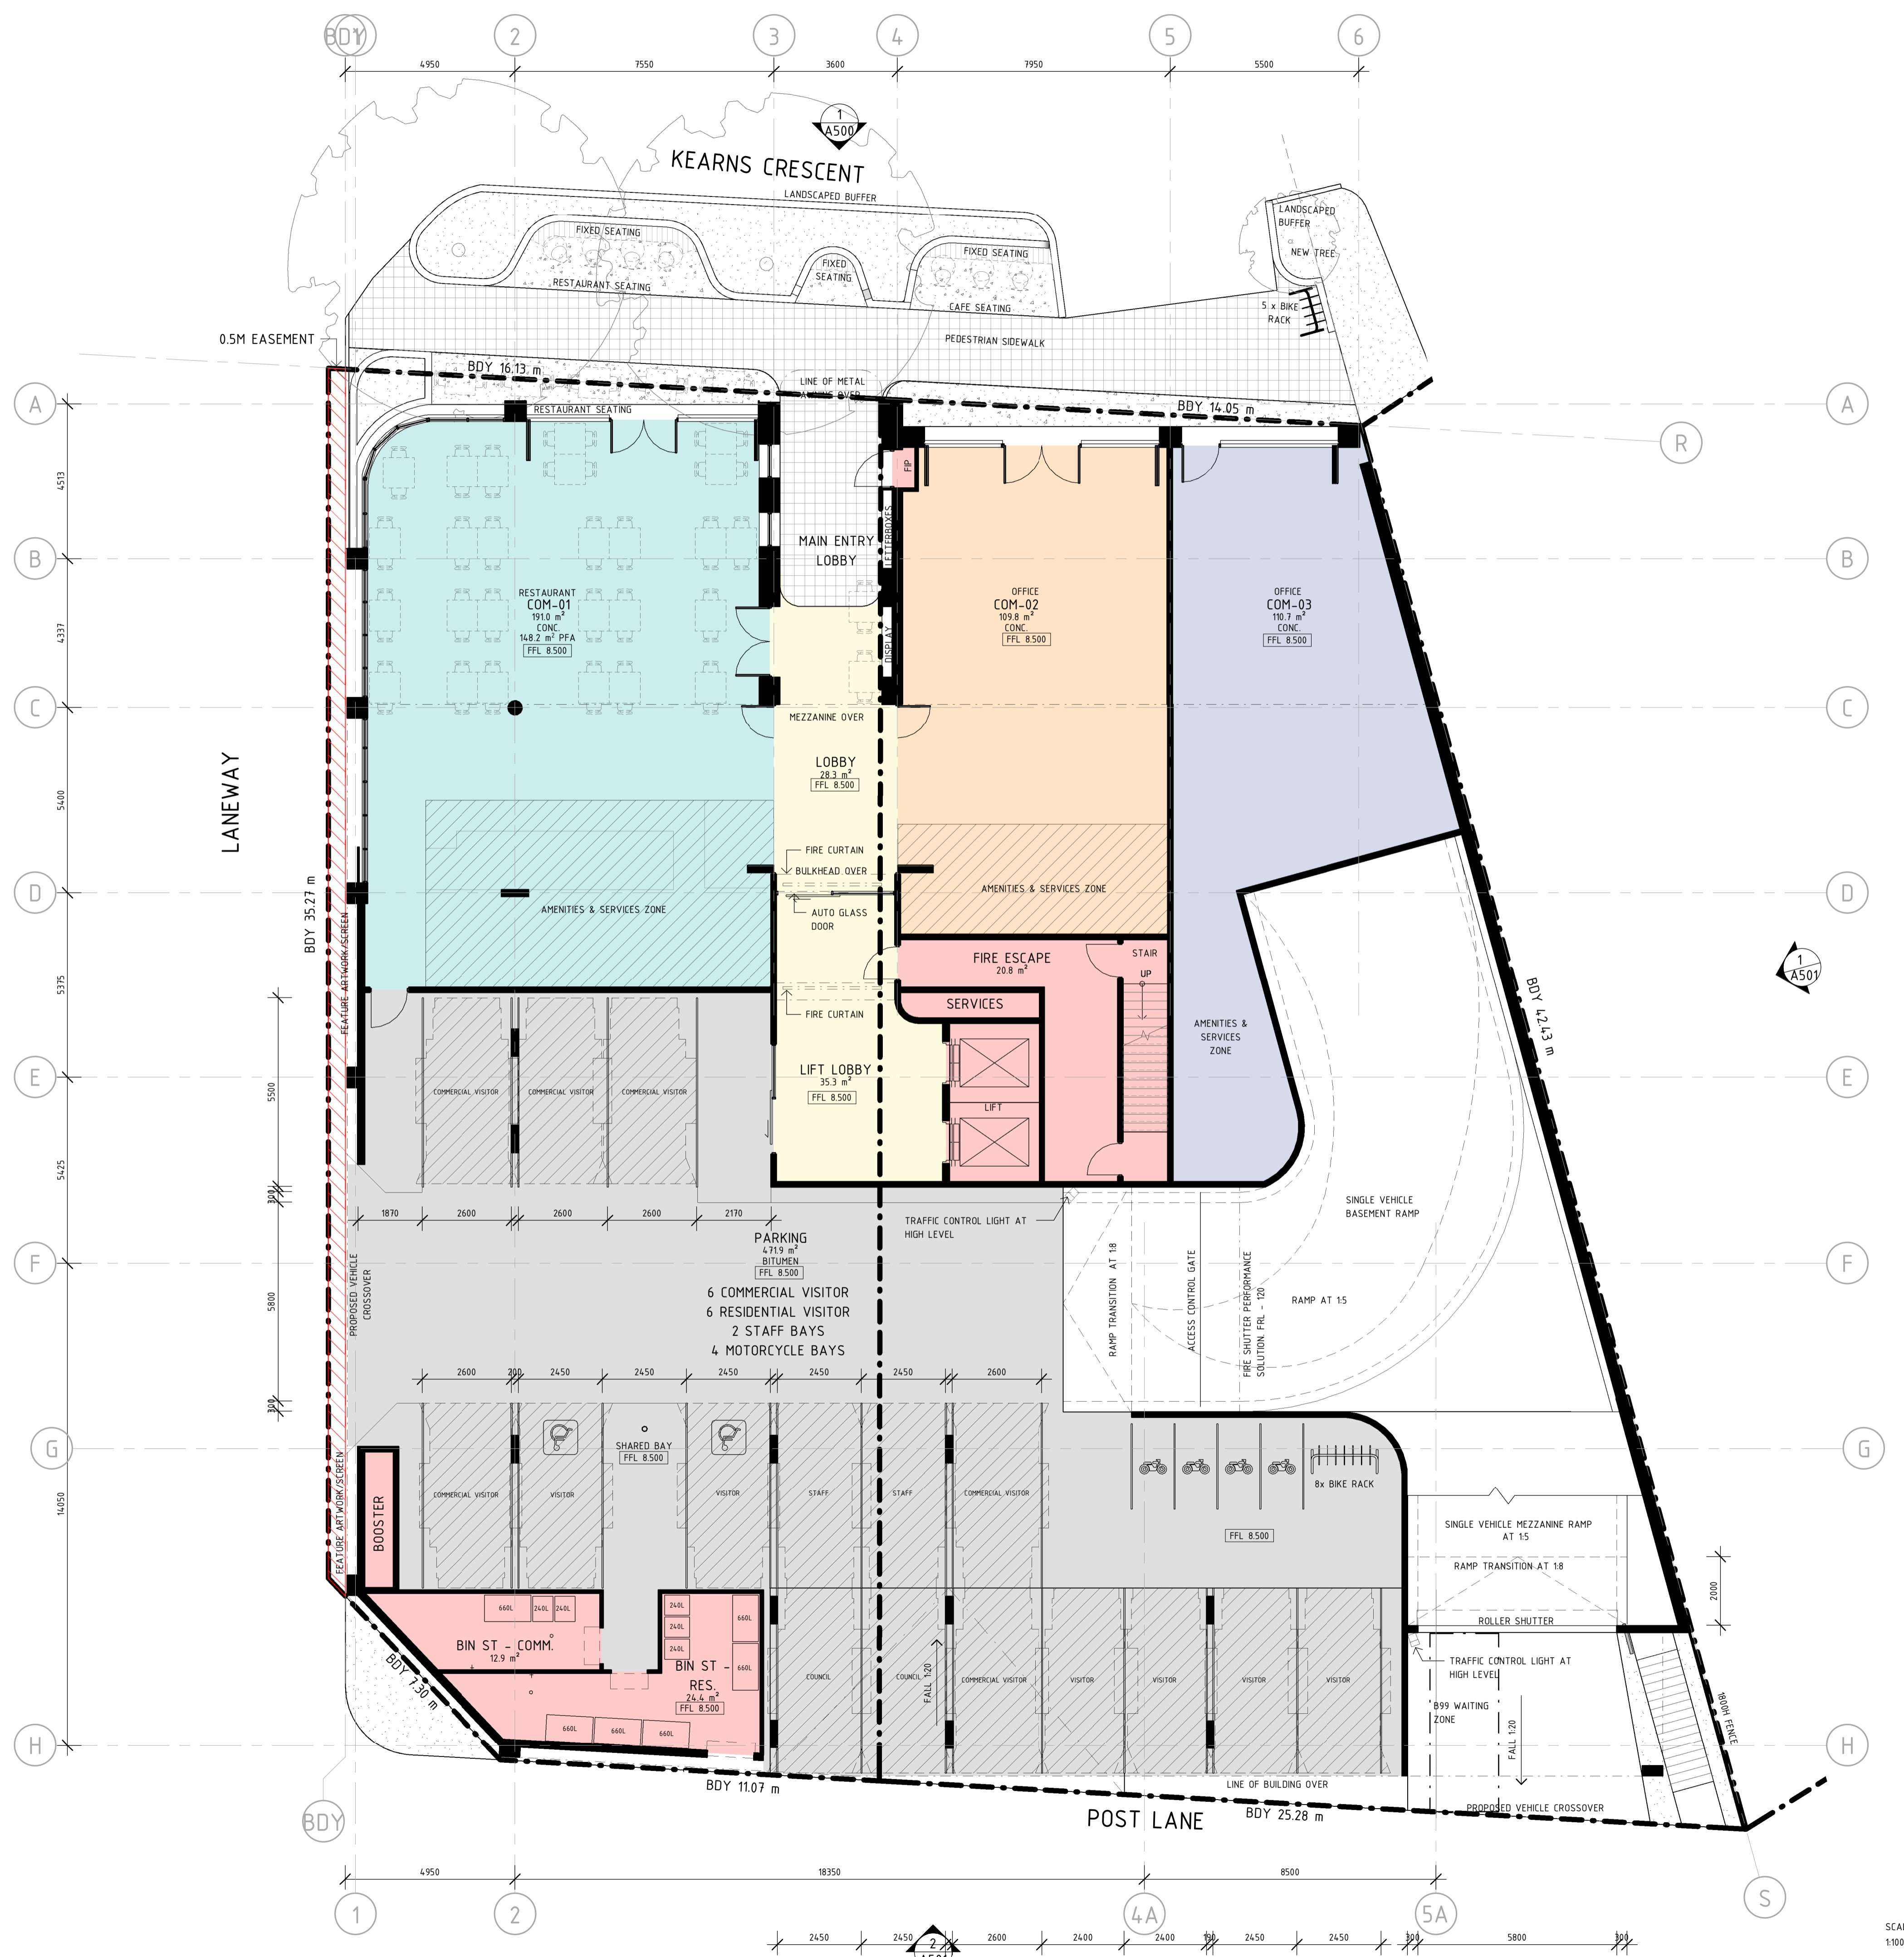 BDY
1
2
3
4
5
6
4950
7550
3600
7950
5500
1
A500
KEARNS CRESCENT
LANDSCAPED BUFFER
LANDSCAPED
BUFFER
NEW TREE
FIXED SEATING
FIXED
SEATING
FIXED SEATING
RESTAURANT SEATING
CAFE SEATING
5 x BIKE
RACK
PEDESTRIAN SIDEWALK
0.5M EASEMENT
BDY 16.13 m
LINE OF METAL
BDY 14.05 m
RESTAURANT SEATING
A
A
R
FIP
4513
LETTERBOXES
MAIN ENTRY
LOBBY
B
B
RESTAURANT
COM-01
191.0 m²
CONC.
148.2 m² PFA
FFL 8.500
OFFICE
COM-02
109.8 m²
CONC.
FFL 8.500
OFFICE
COM-03
110.7 m²
CONC.
FFL 8.500
4337
DISPLAY
C
C
MEZZANINE OVER
LOBBY
28.3 m²
FFL 8.500
LANEWAY
5400
FIRE CURTAIN
BULKHEAD OVER
D
D
AMENITIES & SERVICES ZONE
AMENITIES & SERVICES ZONE
AUTO GLASS
DOOR
BDY 35.27 m
FEATURE ARTWORK/SCREEN
FIRE ESCAPE
20.8 m²
STAIR
UP
1
A501
5375
SERVICES
FIRE CURTAIN
AMENITIES &
SERVICES
ZONE
BDY 42.43 m
E
E
LIFT LOBBY
35.3 m²
FFL 8.500
LIFT
COMMERCIAL VISITOR
COMMERCIAL VISITOR
COMMERCIAL VISITOR
5500
5425
300
1870
2600
2600
2600
2170
TRAFFIC CONTROL LIGHT AT
HIGH LEVEL
SINGLE VEHICLE
BASEMENT RAMP
F
F
PARKING
471.9 m²
BITUMEN
FFL 8.500
6 COMMERCIAL VISITOR
6 RESIDENTIAL VISITOR
2 STAFF BAYS
4 MOTORCYCLE BAYS
PROPOSED VEHICLE
CROSSOVER
5800
RAMP TRANSITION AT 1:8
ACCESS CONTROL GATE
FIRE SHUTTER PERFORMANCE
SOLUTION. FRL - 120
RAMP AT 1:5
2600
200
2450
2450
2450
2450
2600
300
G
G
SHARED BAY
FFL 8.500
8x BIKE RACK
FEATURE ARTWORK/SCREEN
BOOSTER
COMMERCIAL VISITOR
VISITOR
VISITOR
STAFF
STAFF
COMMERCIAL VISITOR
14050
FFL 8.500
SINGLE VEHICLE MEZZANINE RAMP
AT 1:5
RAMP TRANSITION AT 1:8
2000
ROLLER SHUTTER
660L
240L
240L
240L
240L
240L
660L
660L
BIN ST - COMM.
12.9 m²
BIN ST -
RES.
24.4 m²
FFL 8.500
660L
660L
660L
COUNCIL
COUNCIL
FALL 1:20
COMMERCIAL VISITOR
VISITOR
VISITOR
VISITOR
TRAFFIC CONTROL LIGHT AT
HIGH LEVEL
B99 WAITING
ZONE
FALL 1:20
1800H FENCE
BDY 7.30 m
H
H
BDY 11.07 m
LINE OF BUILDING OVER
POST LANE
BDY 25.28 m
PROPOSED VEHICLE CROSSOVER
BDY
4950
18350
8500
1
2
4A
5A
S
2
2450
2450
2600
2400
2400
190
2450
2450
300
5800
300
1:100